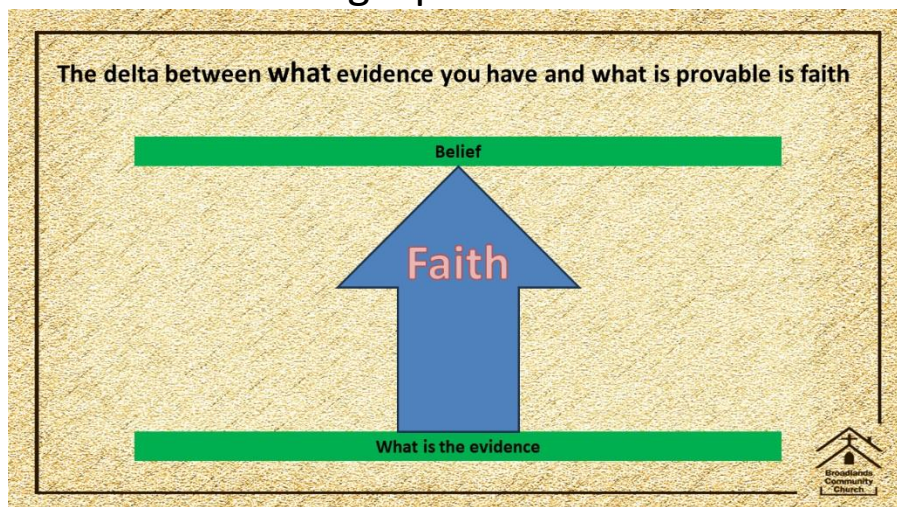 The delta between what evidence you have and what is provable is faith
Belief
Faith
What is the evidence
Broadlands
Community
Church